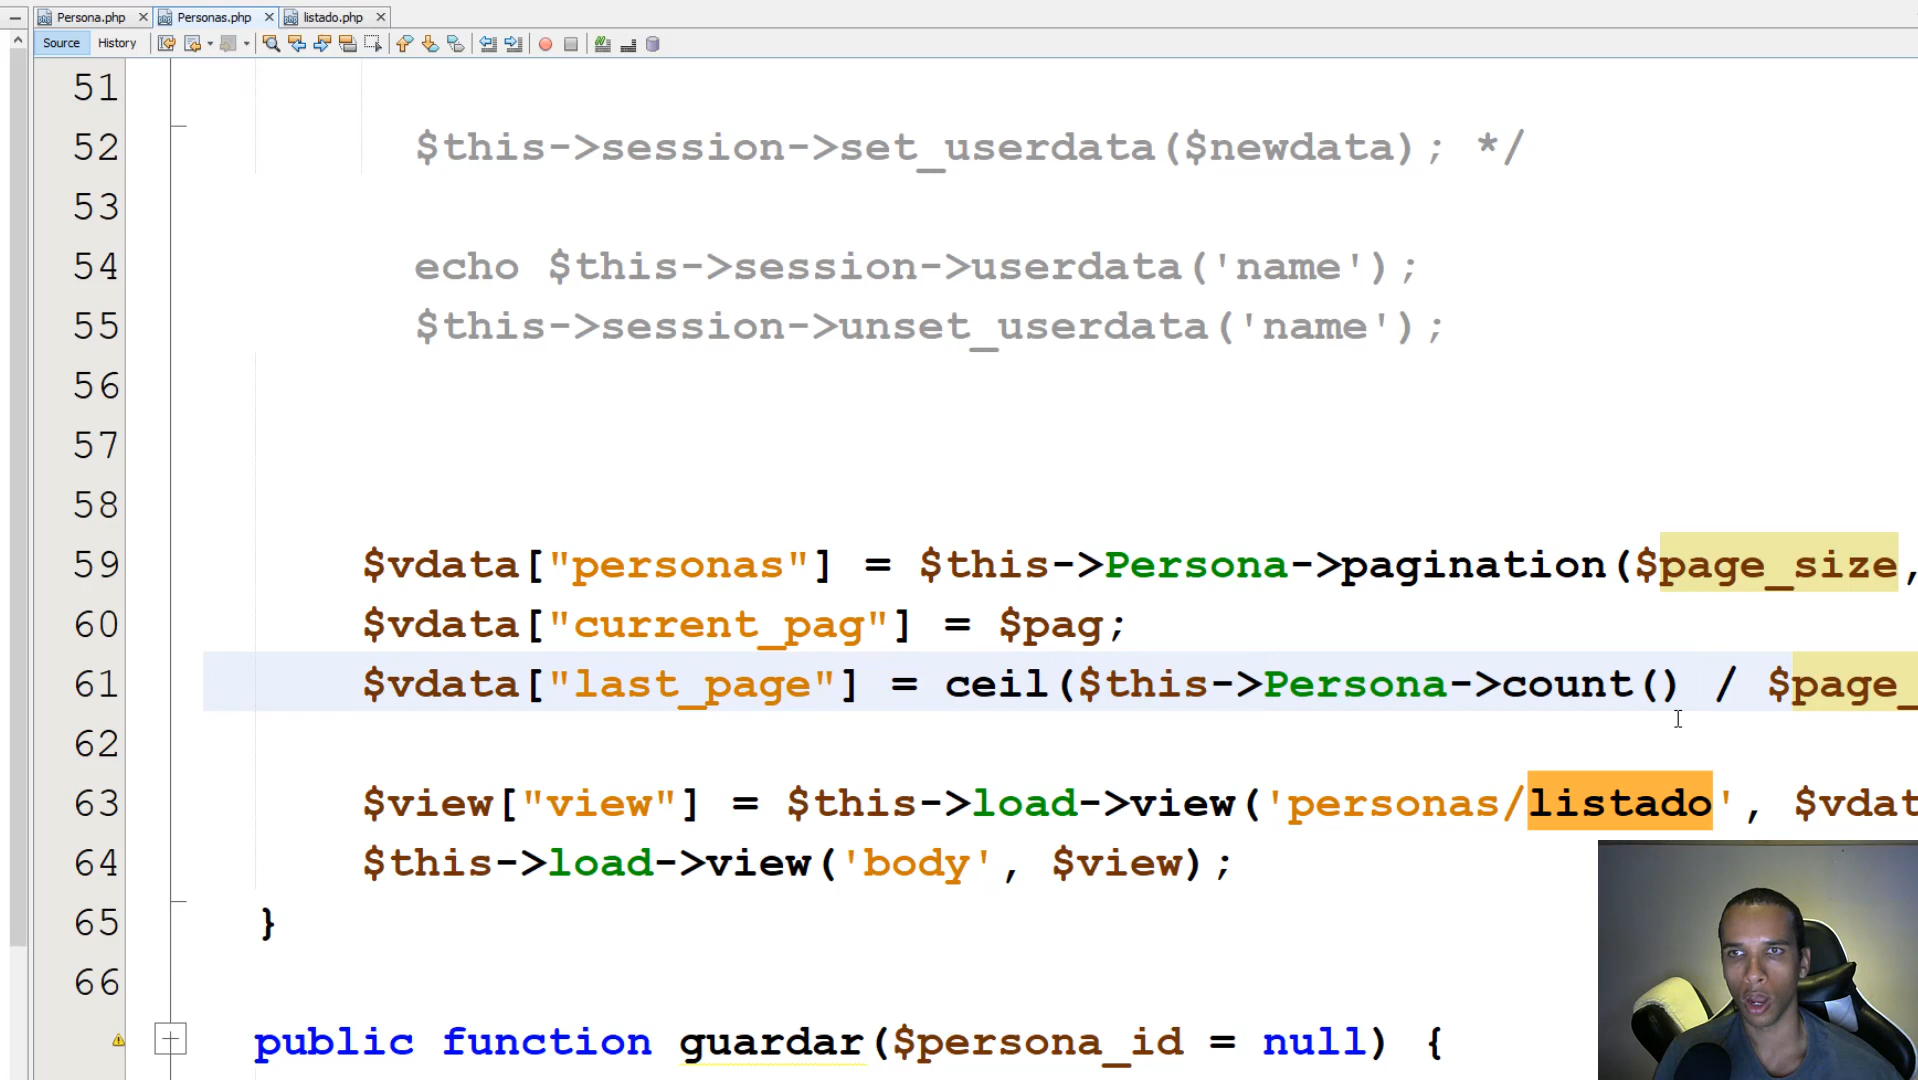 Persona.php
Personas.php
listado.php
Source
History
51
52 $this->session->set_userdata($newdata); */
53
54 echo $this->session->userdata('name');
55 $this->session->unset_userdata('name');
56
57
58
59 $vdata["personas"] = $this->Persona->pagination($page_size,
60 $vdata["current_pag"] = $pag;
61 $vdata["last_page"] = ceil($this->Persona->count() / $page_
62
63 $view["view"] = $this->load->view('personas/listado', $vdat
64 $this->load->view('body', $view);
65 }
66
public function guardar($persona_id = null) {